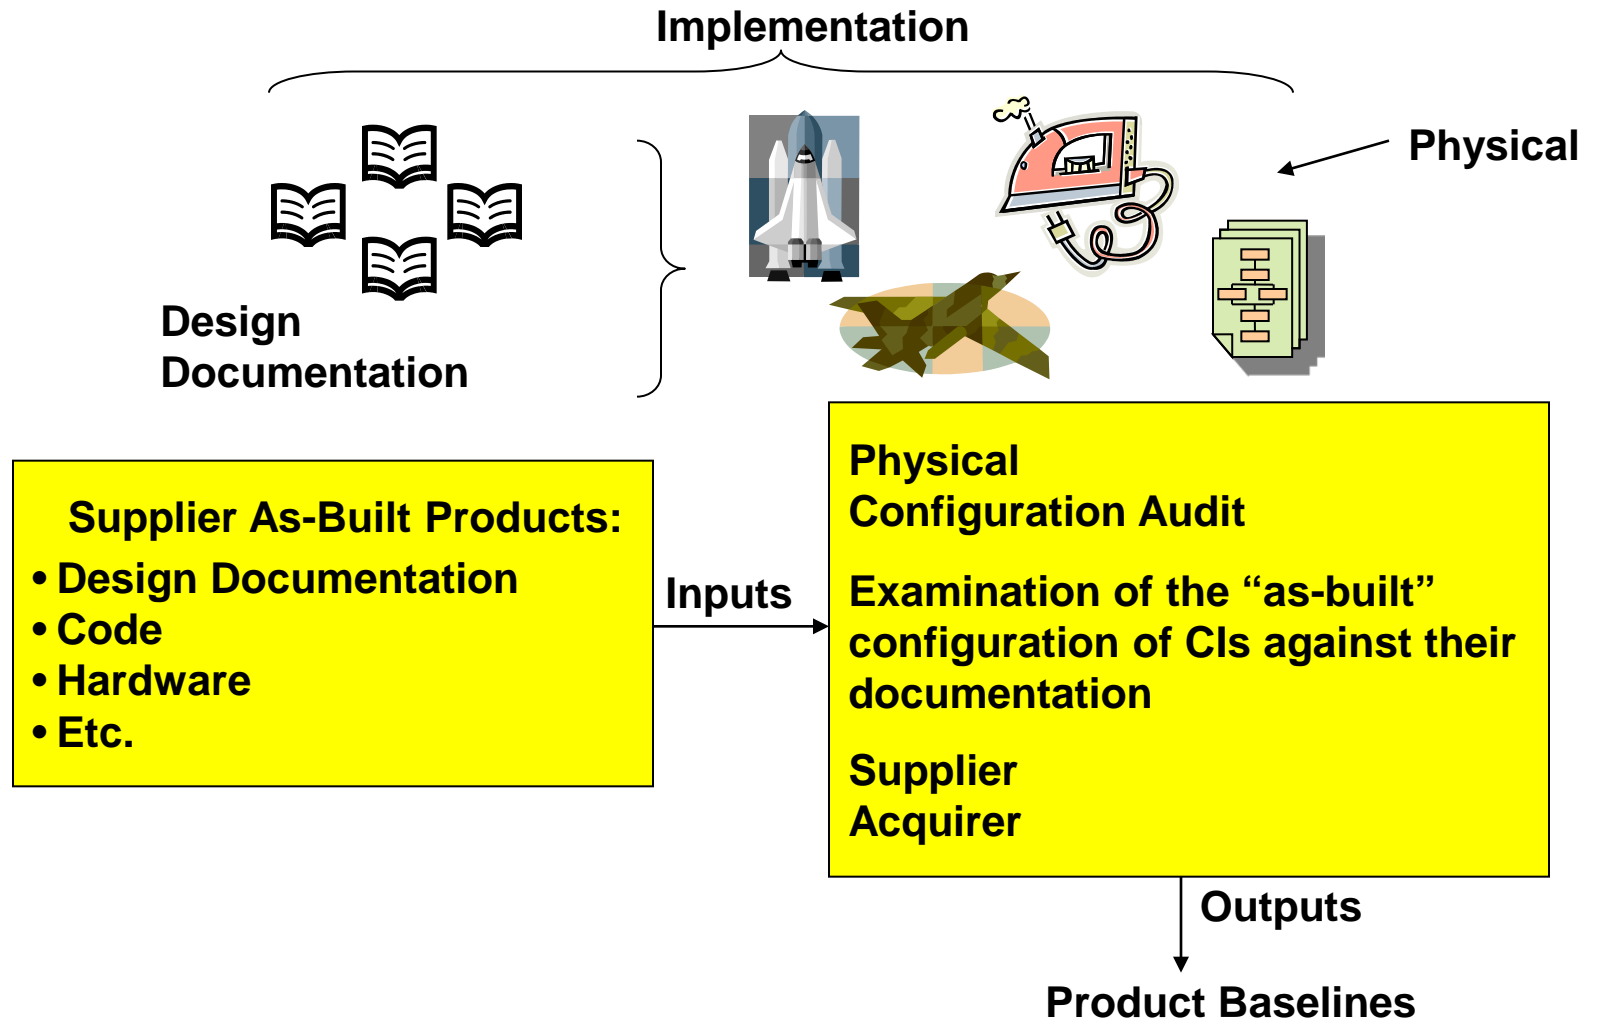 Implementation
Physical
Design
Documentation
Supplier As-Built Products:
• Design Documentation
• Code
• Hardware
• Etc.
Inputs
Physical
Configuration Audit
Examination of the “as-built”
configuration of CIs against their
documentation
Supplier
Acquirer
Outputs
Product Baselines